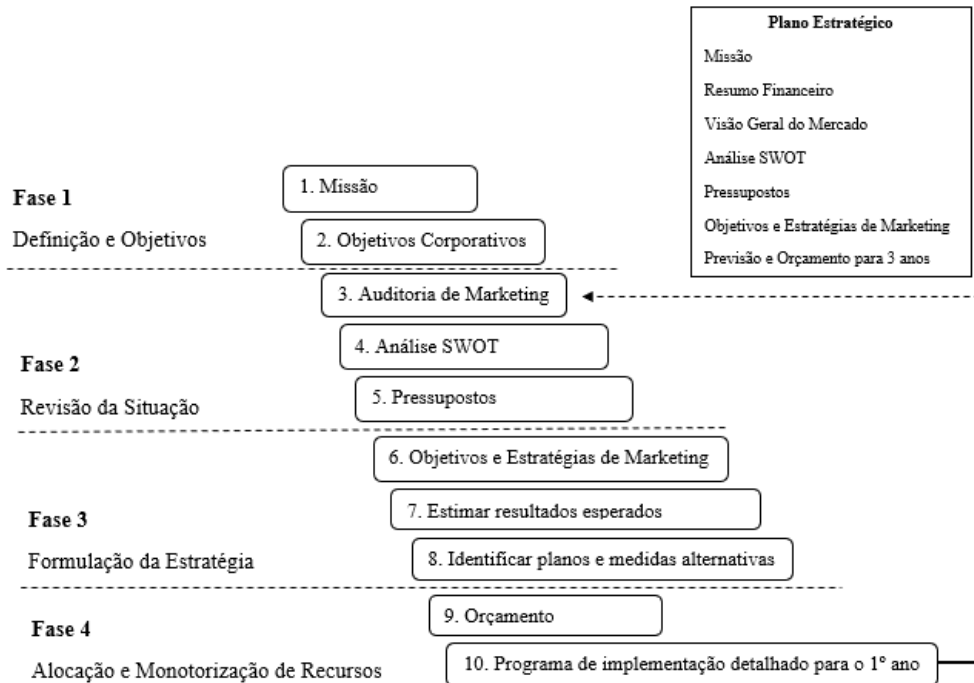 Plano Estratégico
Missão
Resumo Financeiro
Visão Geral do Mercado
Análise SWOT
Pressupostos
Objetivos e Estratégias de Marketing
Previsão e Orçamento para 3 anos
Fase 1
Definição e Objetivos
1. Missão
2. Objetivos Corporativos
3. Auditoria de Marketing
Fase 2
Revisão da Situação
4. Análise SWOT
5. Pressupostos
6. Objetivos e Estratégias de Marketing
Fase 3
Formulação da Estratégia
7. Estimar resultados esperados
8. Identificar planos e medidas alternativas
Fase 4
Alocação e Monotorização de Recursos
9. Orçamento
10. Programa de implementação detalhado para o 1º ano